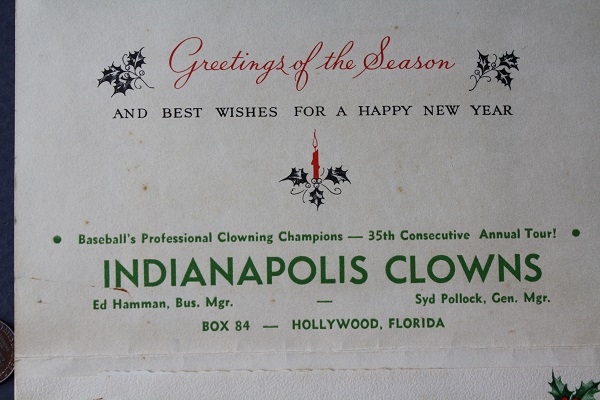 Greetings of the Season
AND BEST WISHES FOR A HAPPY NEW YEAR
• Baseball's Professional Clowning Champions — 35th Consecutive Annual Tour! •
INDIANAPOLIS CLOWNS
Ed Hamman, Bus. Mgr. — Syd Pollock, Gen. Mgr.
BOX 84 — HOLLYWOOD, FLORIDA